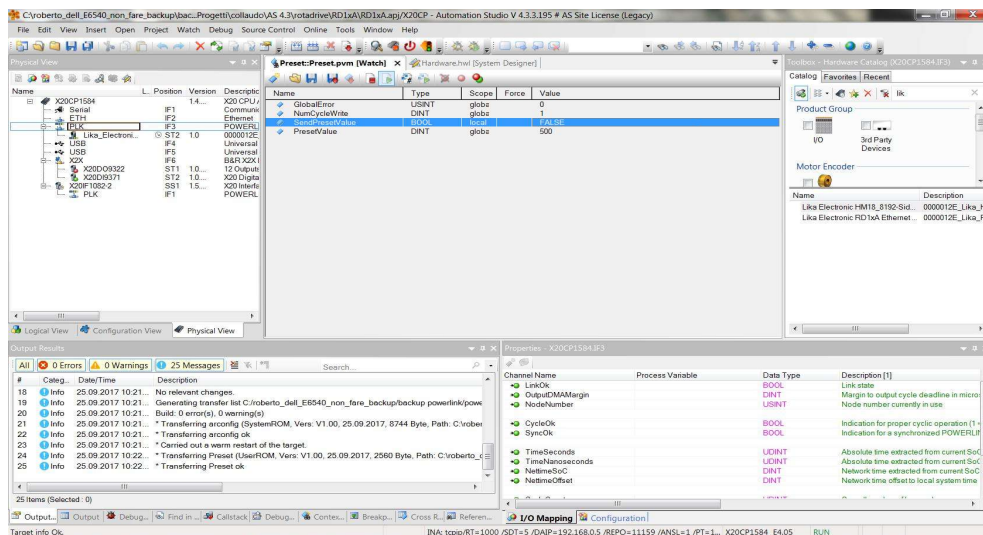 C:\roberto_dell_E6540_non_fare_backup\bac...Progetti\collaudo\AS 4.3\rotadrive\RD1xA\RD1xA.apj/X20CP - Automation Studio V 4.3.3.195 # AS Site License (Legacy)
File Edit View Insert Open Project Watch Debug Source Control Online Tools Window Help
Physical View
Name L.. Position Version Descriptic
X20CP1584 1.4.... X20 CPU /
Serial IF1 Communic
ETH IF2 Ethernet
PLK IF3 POWERL
Lika_Electroni... ST2 1.0 0000012E
USB IF4 Universal
USB IF5 Universal
X2X IF6 B&R X2X I
X20DO9322 ST1 1.0.... 12 Outputs
X20DI9371 ST2 1.0.... X20 Digita
X20IF1082-2 SS1 1.5.... X20 Interfa
PLK IF1 POWERL
Logical View Configuration View Physical View
Preset::Preset.pvm [Watch] Hardware.hwl [System Designer]
Name Type Scope Force Value
GlobalError USINT globa 0
NumCycleWrite DINT globa 1
SendPresetValue BOOL local FALSE
PresetValue DINT globa 500
Toolbox - Hardware Catalog (X20CP1584.IF3)
Catalog Favorites Recent
lik
Product Group
I/O
3rd Party
Devices
Motor Encoder
Name Description
Lika Electronic HM18_8192-Sid... 0000012E_Lika_H
Lika Electronic RD1xA Ethernet... 0000012E_Lika_F
Output Results
All 0 Errors 0 Warnings 25 Messages Search...
# Categ... Date/Time Description
18 Info 25.09.2017 10:21... No relevant changes.
19 Info 25.09.2017 10:21... Generating transfer list C:/roberto_dell_E6540_non_fare_backup/backup powerlink/powe
20 Info 25.09.2017 10:21... Build: 0 error(s), 0 warning(s)
21 Info 25.09.2017 10:21... * Transferring arconfig (SystemROM, Vers: V1.00, 25.09.2017, 8744 Byte, Path: C:\rober
22 Info 25.09.2017 10:21... * Transferring arconfig ok
23 Info 25.09.2017 10:21... * Carried out a warm restart of the target.
24 Info 25.09.2017 10:22... * Transferring Preset (UserROM, Vers: V1.00, 25.09.2017, 2560 Byte, Path: C:\roberto_c
25 Info 25.09.2017 10:22... * Transferring Preset ok
25 Items (Selected : 0)
Output... Output Debug... Find in ... Callstack Debug... Contex... Breakp... Cross R... Referen...
Properties - X20CP1584.IF3
Channel Name Process Variable Data Type Description [1]
LinkOk BOOL Link state
OutputDMAMargin DINT Margin to output cycle deadline in micros
NodeNumber USINT Node number currently in use
CycleOk BOOL Indication for proper cyclic operation (1 =
SyncOk BOOL Indication for a synchronized POWERLIN
TimeSeconds UDINT Absolute time extracted from current SoC
TimeNanoseconds UDINT Absolute time extracted from current SoC
NettimeSoC DINT Network time extracted from current SoC
NettimeOffset DINT Network time offset to local system time
I/O Mapping Configuration
Target info Ok. INA: tcpip/RT=1000 /SDT=5 /DAIP=192.168.0.5 /REPO=11159 /ANSL=1 /PT=1... X20CP1584 E4.05 RUN